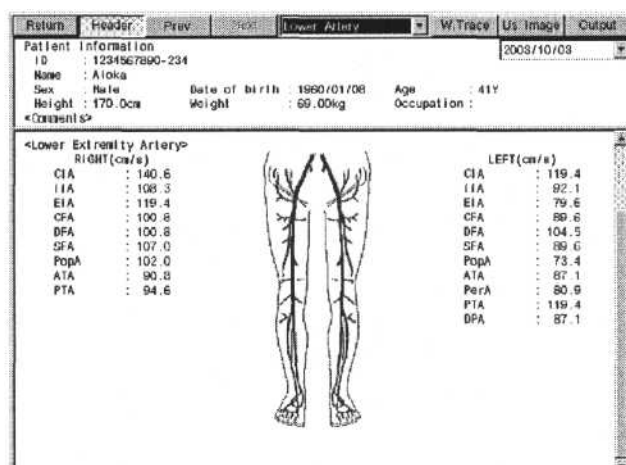 Return Header Prev Lower Artery W.Trace Us Image Output
Patient Information 2003/10/03
ID : 1234567890-234
Name : Aloka
Sex : Male Date of birth : 1960/01/08 Age : 41Y
Height : 170.0cm Weight : 69.00kg Occupation :
<Comments>
<Lower Extremity Artery>
RIGHT(cm/s) LEFT(cm/s)
CIA : 140.6 CIA : 119.4
IIA : 108.3 IIA : 92.1
EIA : 119.4 EIA : 79.6
CFA : 100.8 CFA : 89.6
DFA : 100.8 DFA : 104.5
SFA : 107.0 SFA : 89.6
PopA : 102.0 PopA : 73.4
ATA : 90.8 ATA : 87.1
PTA : 94.6 PerA : 80.9
PTA : 119.4
DPA : 87.1